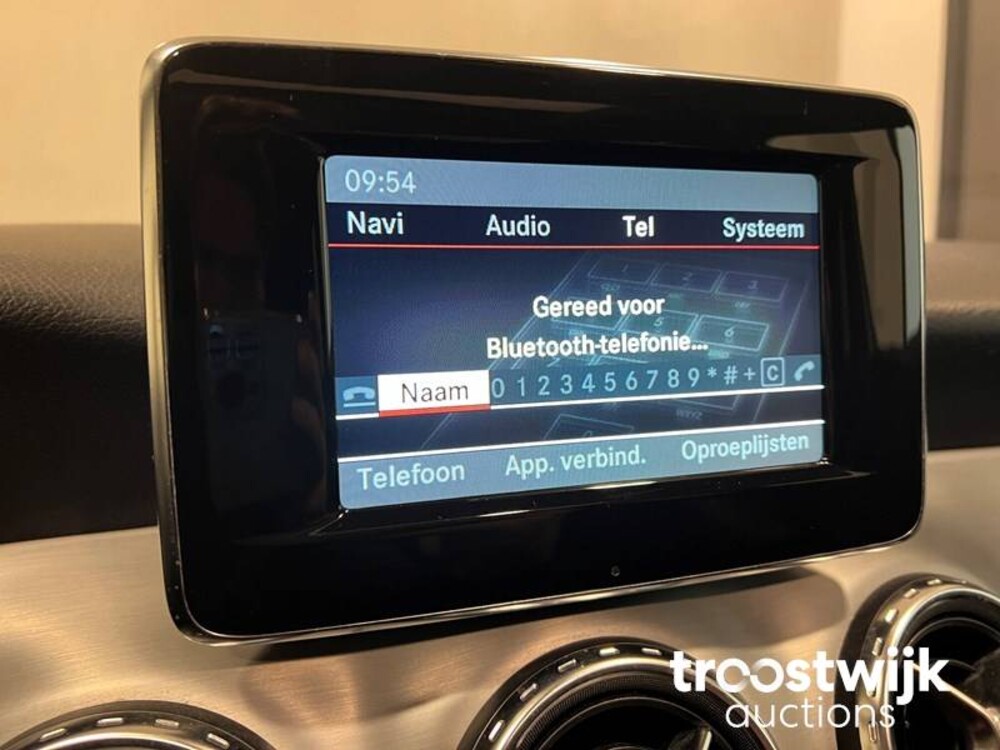 09:54
Navi Audio Tel Systeem
Gereed voor
Bluetooth-telefonie...
Naam 0 1 2 3 4 5 6 7 8 9 * # + C
Telefoon App. verbind. Oproeplijsten
troostwijk
auctions